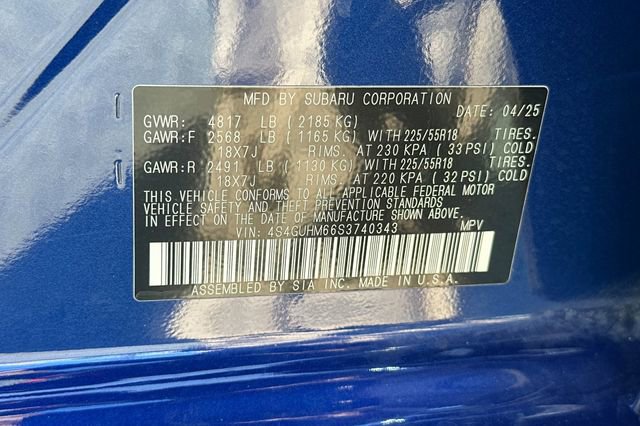 MFD BY SUBARU CORPORATION
DATE: 04/25
GVWR: 4817 LB ( 2185 KG)
GAWR:F 2568 LB ( 1165 KG) WITH 225/55R18 TIRES.
18X7J RIMS. AT 230 KPA ( 33 PSI) COLD
GAWR:R 2491 LB ( 1130 KG) WITH 225/55R18 TIRES.
18X7J RIMS. AT 220 KPA ( 32 PSI) COLD
THIS VEHICLE CONFORMS TO ALL APPLICABLE FEDERAL MOTOR
VEHICLE SAFETY AND THEFT PREVENTION STANDARDS
IN EFFECT ON THE DATE OF MANUFACTURE SHOWN ABOVE.
VIN: 4S4GUHM66S3740343 MPV
ASSEMBLED BY SIA INC. MADE IN U.S.A.